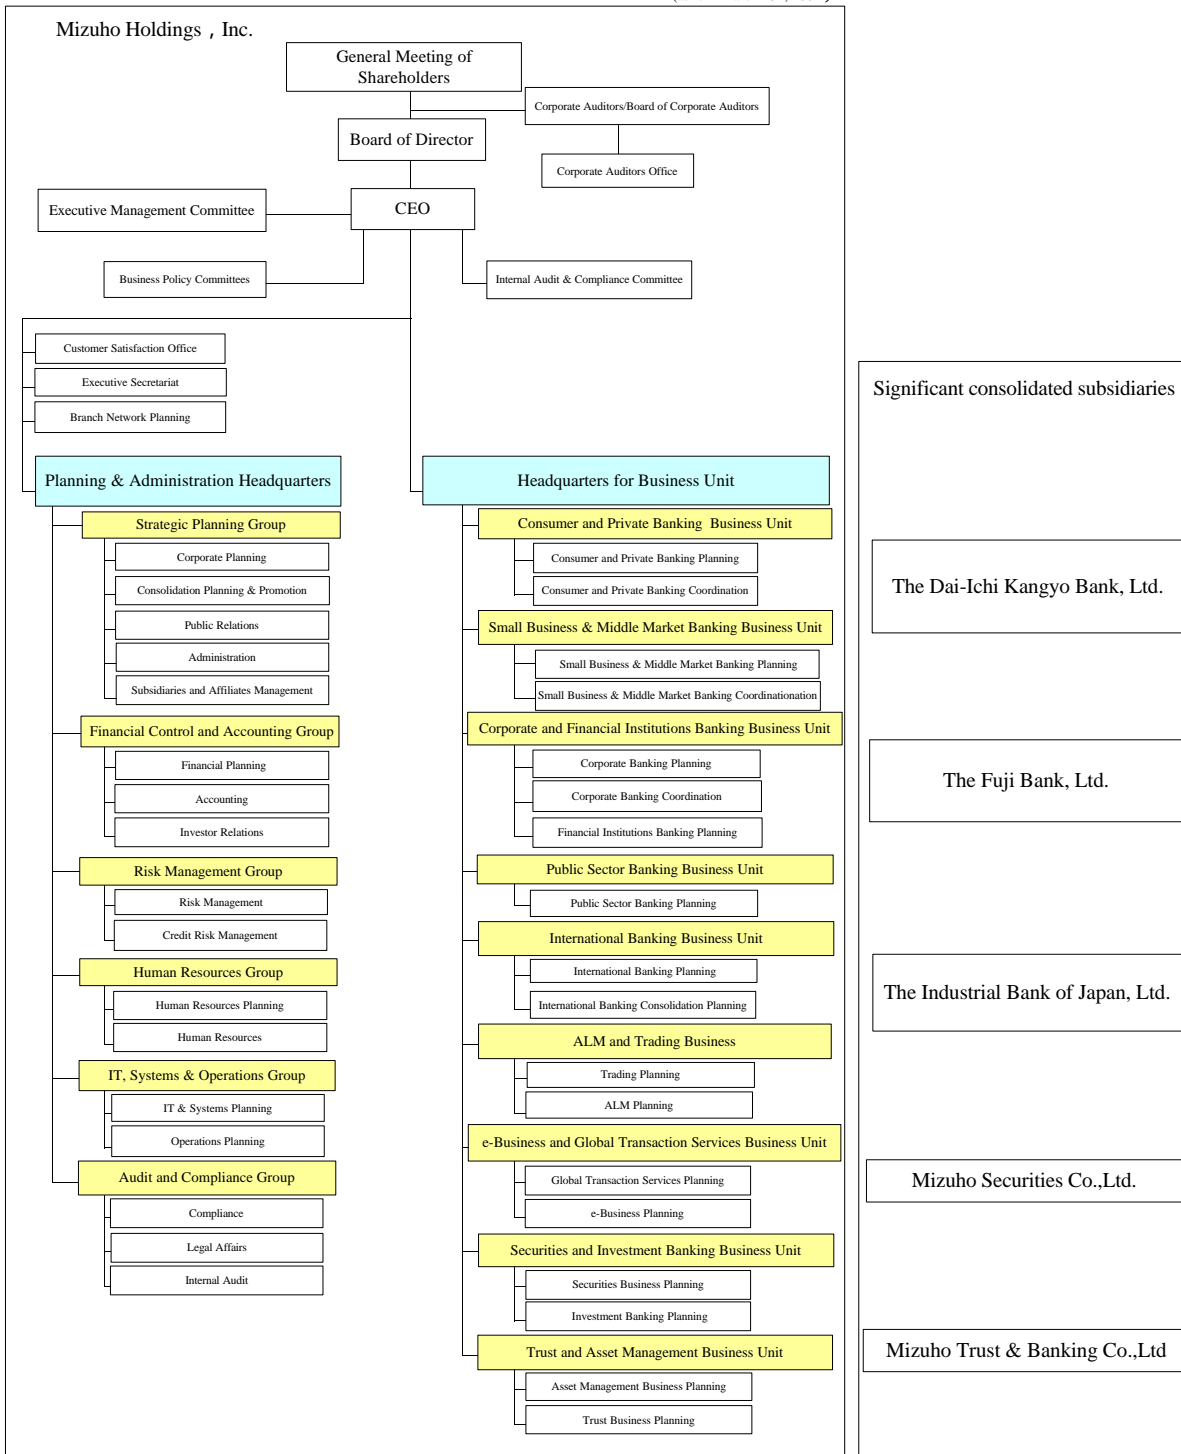 Mizuho Holdings , Inc.
General Meeting of
Shareholders
Corporate Auditors/Board of Corporate Auditors
Board of Director
Corporate Auditors Office
Executive Management Committee
CEO
Business Policy Committees
Internal Audit & Compliance Committee
Customer Satisfaction Office
Executive Secretariat
Branch Network Planning
Planning & Administration Headquarters
Strategic Planning Group
Corporate Planning
Consolidation Planning & Promotion
Public Relations
Administration
Subsidiaries and Affiliates Management
Financial Control and Accounting Group
Financial Planning
Accounting
Investor Relations
Risk Management Group
Risk Management
Credit Risk Management
Human Resources Group
Human Resources Planning
Human Resources
IT, Systems & Operations Group
IT & Systems Planning
Operations Planning
Audit and Compliance Group
Compliance
Legal Affairs
Internal Audit
Headquarters for Business Unit
Consumer and Private Banking Business Unit
Consumer and Private Banking Planning
Consumer and Private Banking Coordination
Small Business & Middle Market Banking Business Unit
Small Business & Middle Market Banking Planning
Small Business & Middle Market Banking Coordinationation
Corporate and Financial Institutions Banking Business Unit
Corporate Banking Planning
Corporate Banking Coordination
Financial Institutions Banking Planning
Public Sector Banking Business Unit
Public Sector Banking Planning
International Banking Business Unit
International Banking Planning
International Banking Consolidation Planning
ALM and Trading Business
Trading Planning
ALM Planning
e-Business and Global Transaction Services Business Unit
Global Transaction Services Planning
e-Business Planning
Securities and Investment Banking Business Unit
Securities Business Planning
Investment Banking Planning
Trust and Asset Management Business Unit
Asset Management Business Planning
Trust Business Planning
Significant consolidated subsidiaries
The Dai-Ichi Kangyo Bank, Ltd.
The Fuji Bank, Ltd.
The Industrial Bank of Japan, Ltd.
Mizuho Securities Co.,Ltd.
Mizuho Trust & Banking Co.,Ltd